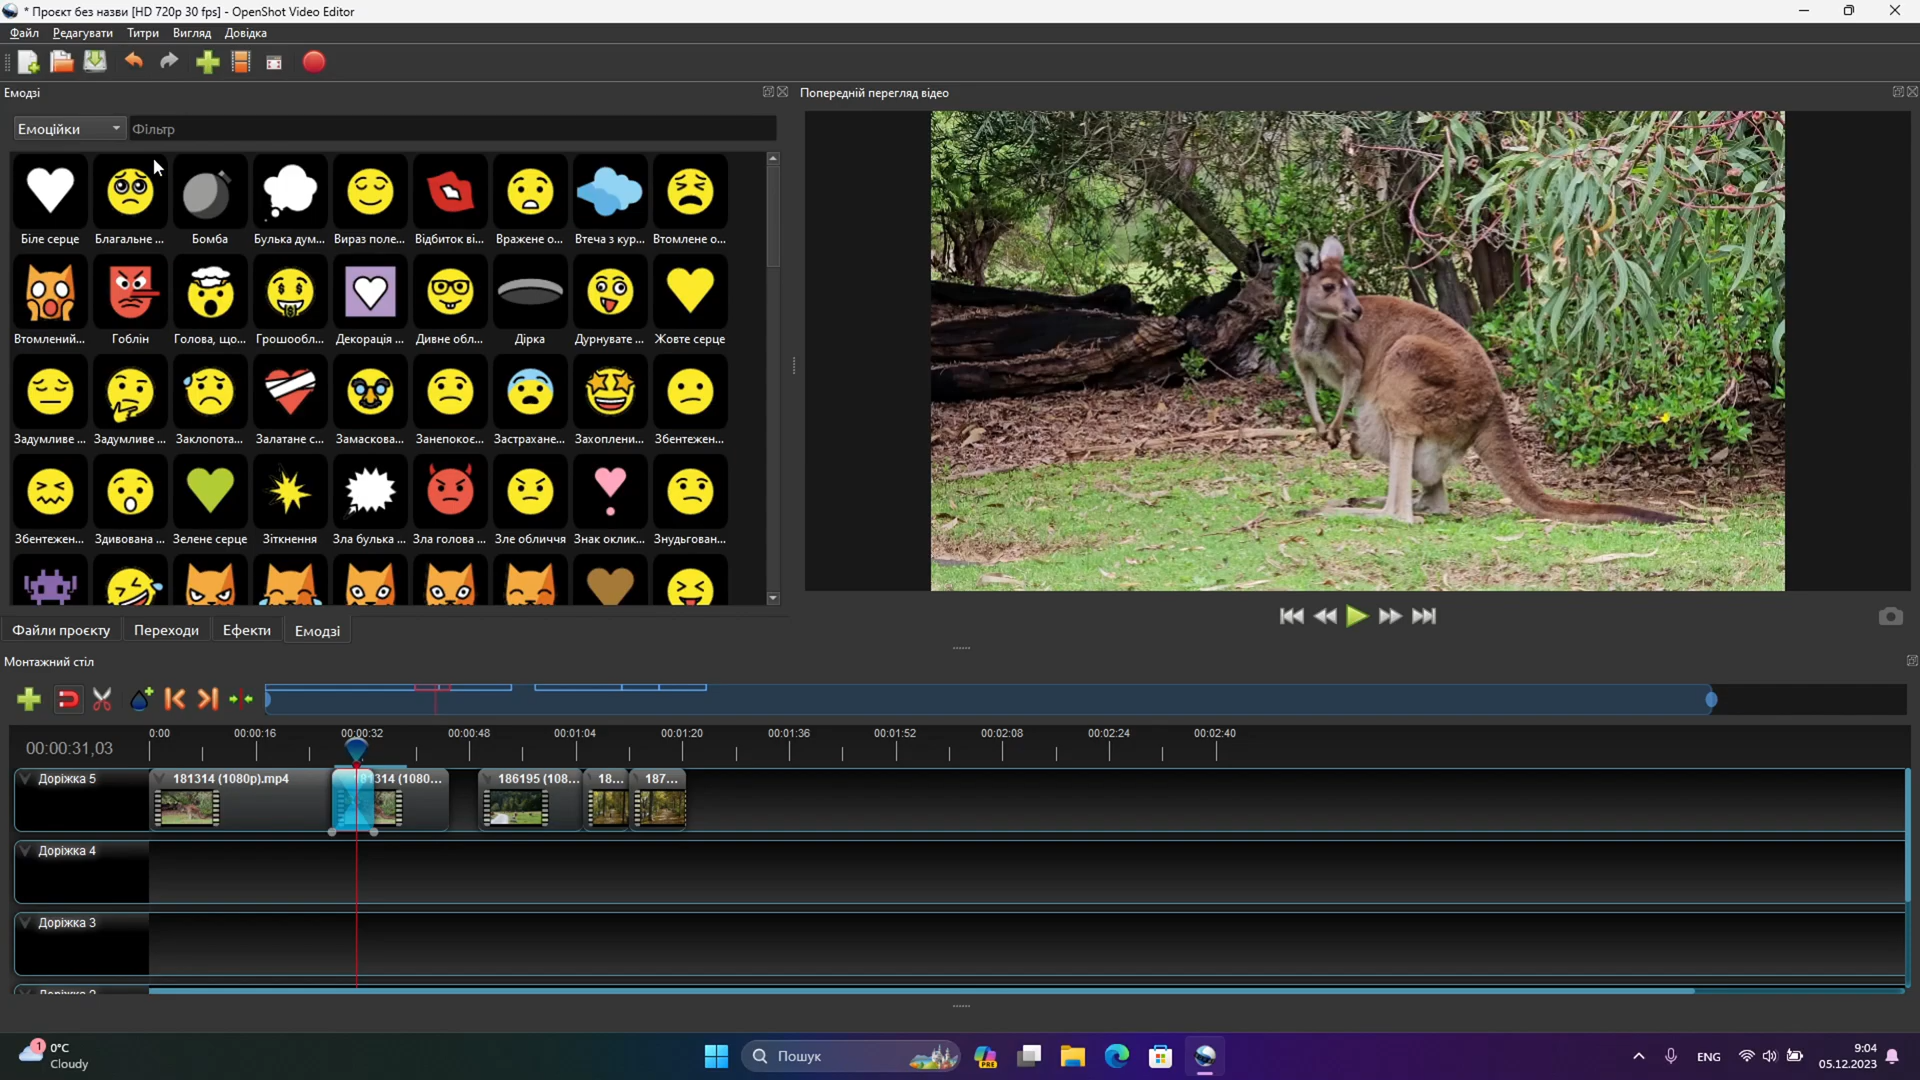 * Проєкт без назви [HD 720p 30 fps] - OpenShot Video Editor
Файл Редагувати Титри Вигляд Довідка
Емодзі
Попередній перегляд відео
Емоційки
Фільтр
Біле серце Благальне ... Бомба Булька дум... Вираз поле... Відбиток ві... Вражене о... Втеча з кур... Втомлене о...
Втомлений... Гоблін Голова, що... Грошообл... Декорація ... Дивне обл... Дірка Дурнувате ... Жовте серце
Задумливе ... Задумливе ... Заклопота... Залатане с... Замаскова... Занепокоє... Застрахане... Захоплени... Збентежен...
Збентежен... Здивована ... Зелене серце Зіткнення Зла булька ... Зла голова ... Зле обличчя Знак оклик... Знудьгован...
Файли проєкту Переходи Ефекти Емодзі
Монтажний стіл
00:00:31,03
0:00 00:00:16 00:00:32 00:00:48 00:01:04 00:01:20 00:01:36 00:01:52 00:02:08 00:02:24 00:02:40
Доріжка 5
181314 (1080p).mp4 81314 (1080... 186195 (108... 18... 187...
Доріжка 4
Доріжка 3
1
0°C
Cloudy
Пошук
PRE
ENG
9:04
05.12.2023